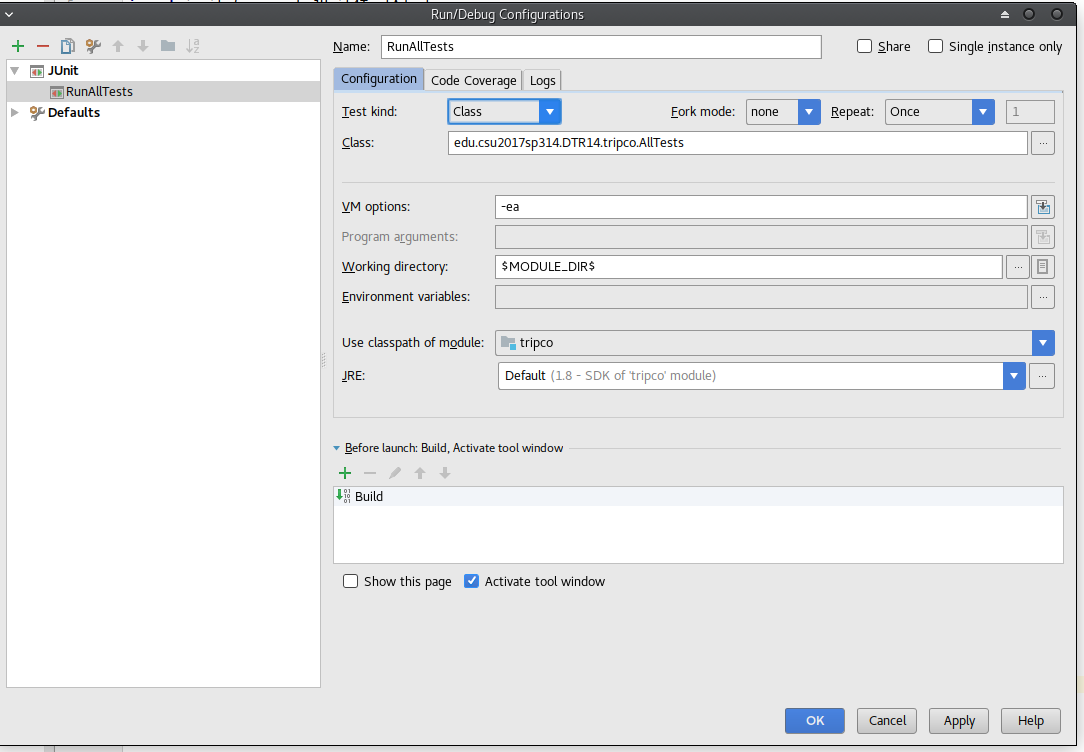 Run/Debug Configurations
Name: RunAllTests Share Single instance only
JUnit
RunAllTests
Defaults
Configuration Code Coverage Logs
Test kind: Class Fork mode: none Repeat: Once 1
Class: edu.csu2017sp314.DTR14.tripco.AllTests ...
VM options: -ea
Program arguments:
Working directory: $MODULE_DIR$ ...
Environment variables: ...
Use classpath of module: tripco
JRE: Default (1.8 - SDK of 'tripco' module) ...
Before launch: Build, Activate tool window
Build
Show this page Activate tool window
OK Cancel Apply Help